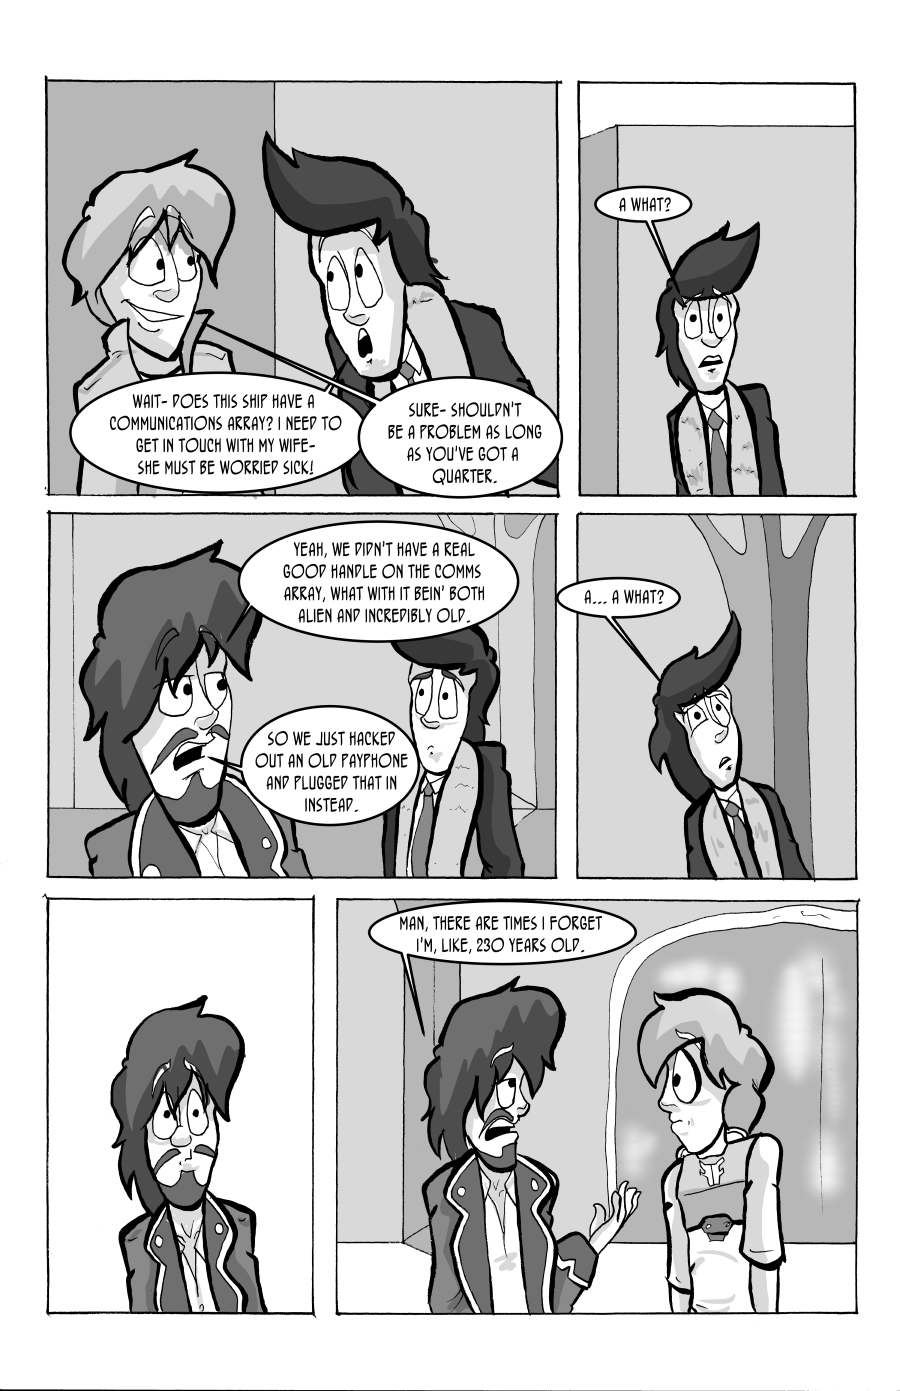 WAIT- DOES THIS SHIP HAVE A
COMMUNICATIONS ARRAY? I NEED TO
GET IN TOUCH WITH MY WIFE-
SHE MUST BE WORRIED SICK!
SURE- SHOULDN'T
BE A PROBLEM AS LONG
AS YOU'VE GOT A
QUARTER.
A WHAT?
YEAH, WE DIDN'T HAVE A REAL
GOOD HANDLE ON THE COMMS
ARRAY, WHAT WITH IT BEIN' BOTH
ALIEN AND INCREDIBLY OLD.
SO WE JUST HACKED
OUT AN OLD PAYPHONE
AND PLUGGED THAT IN
INSTEAD.
A... A WHAT?
MAN, THERE ARE TIMES I FORGET
I'M, LIKE, 230 YEARS OLD.